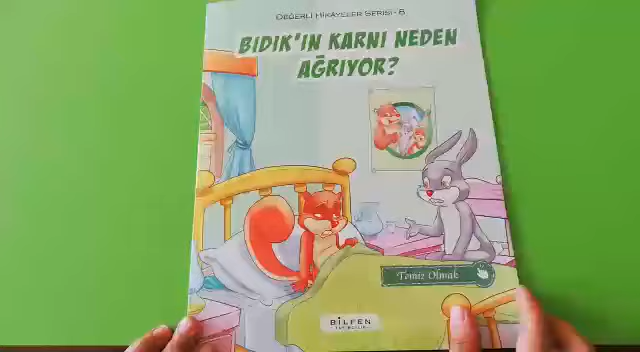 DEĞERLİ HİKAYELER SERİSİ - 8
BIDIK'IN KARNI NEDEN
AĞRIYOR?
Temiz Olmak
BİLFEN